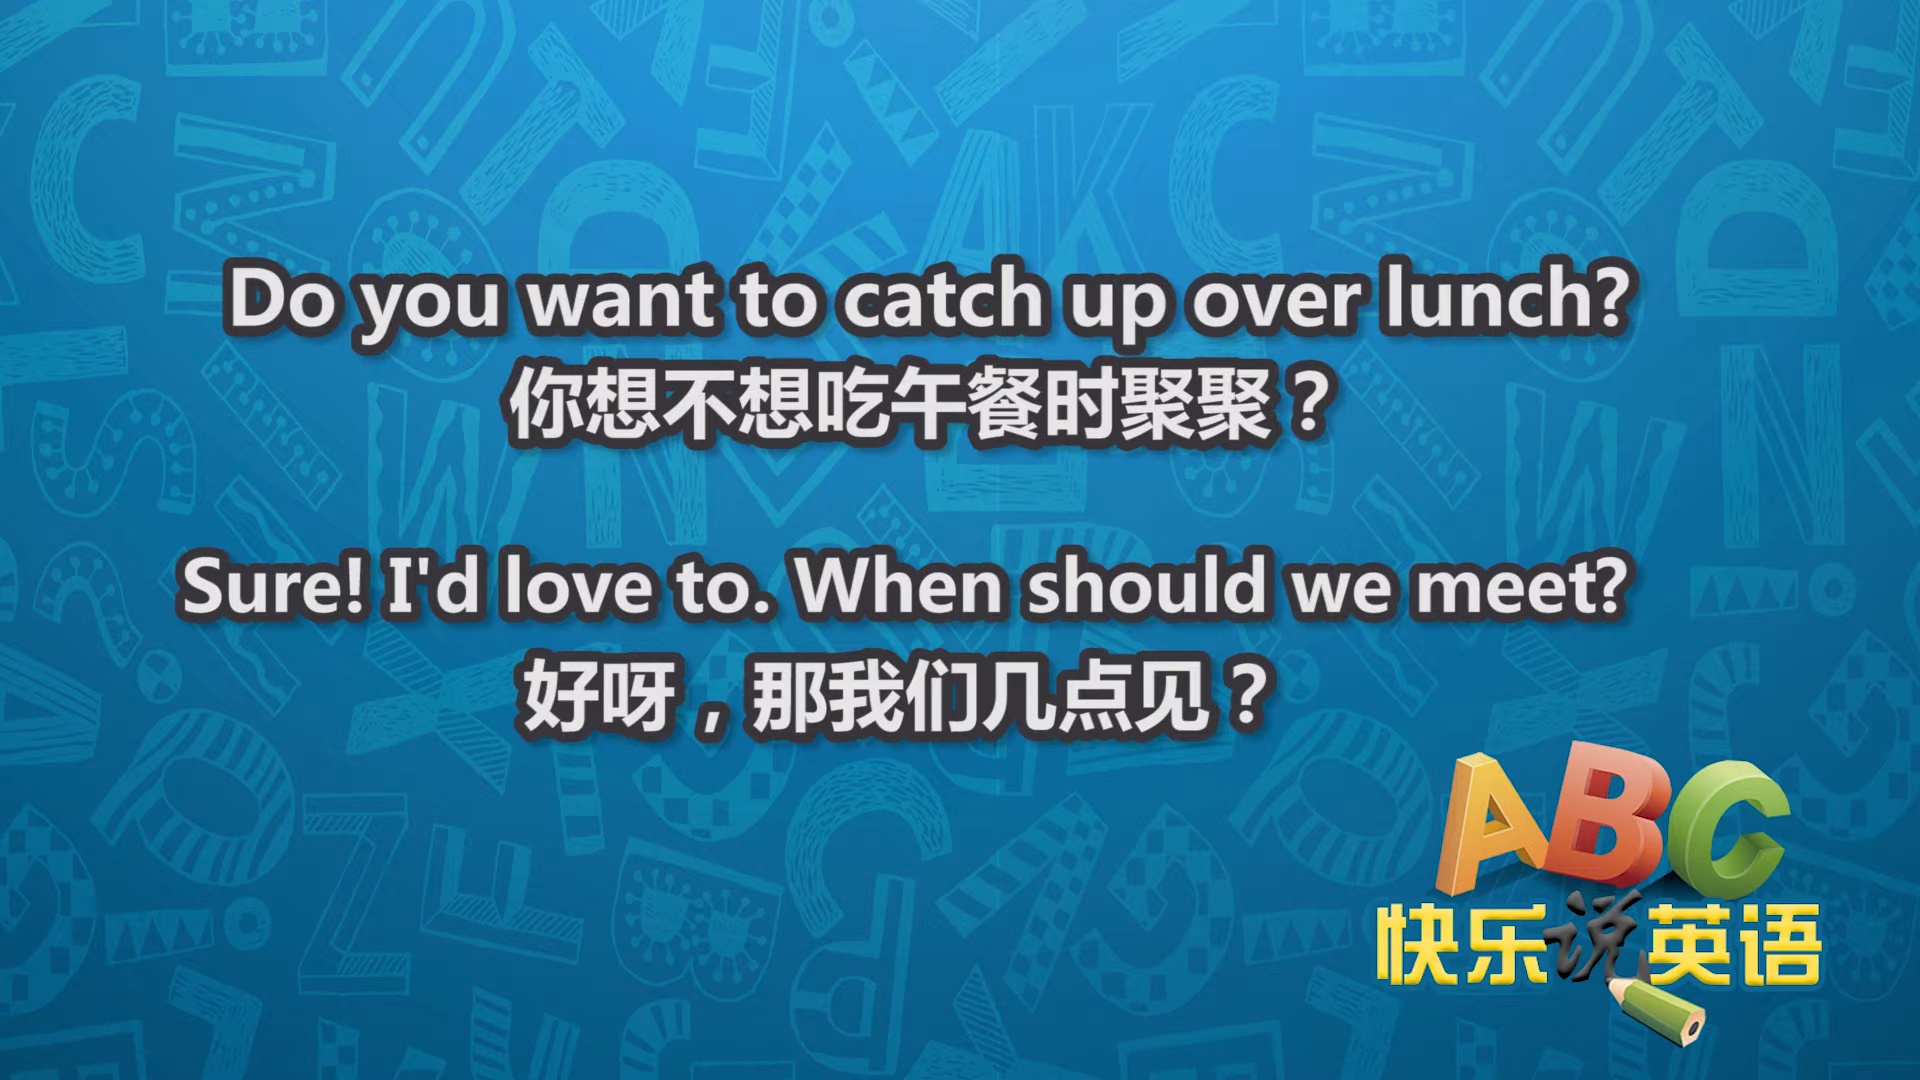 Do you want to catch up over lunch?
你想不想吃午餐时聚聚？
Sure! I'd love to. When should we meet?
好呀，那我们几点见？
ABC
快乐说英语